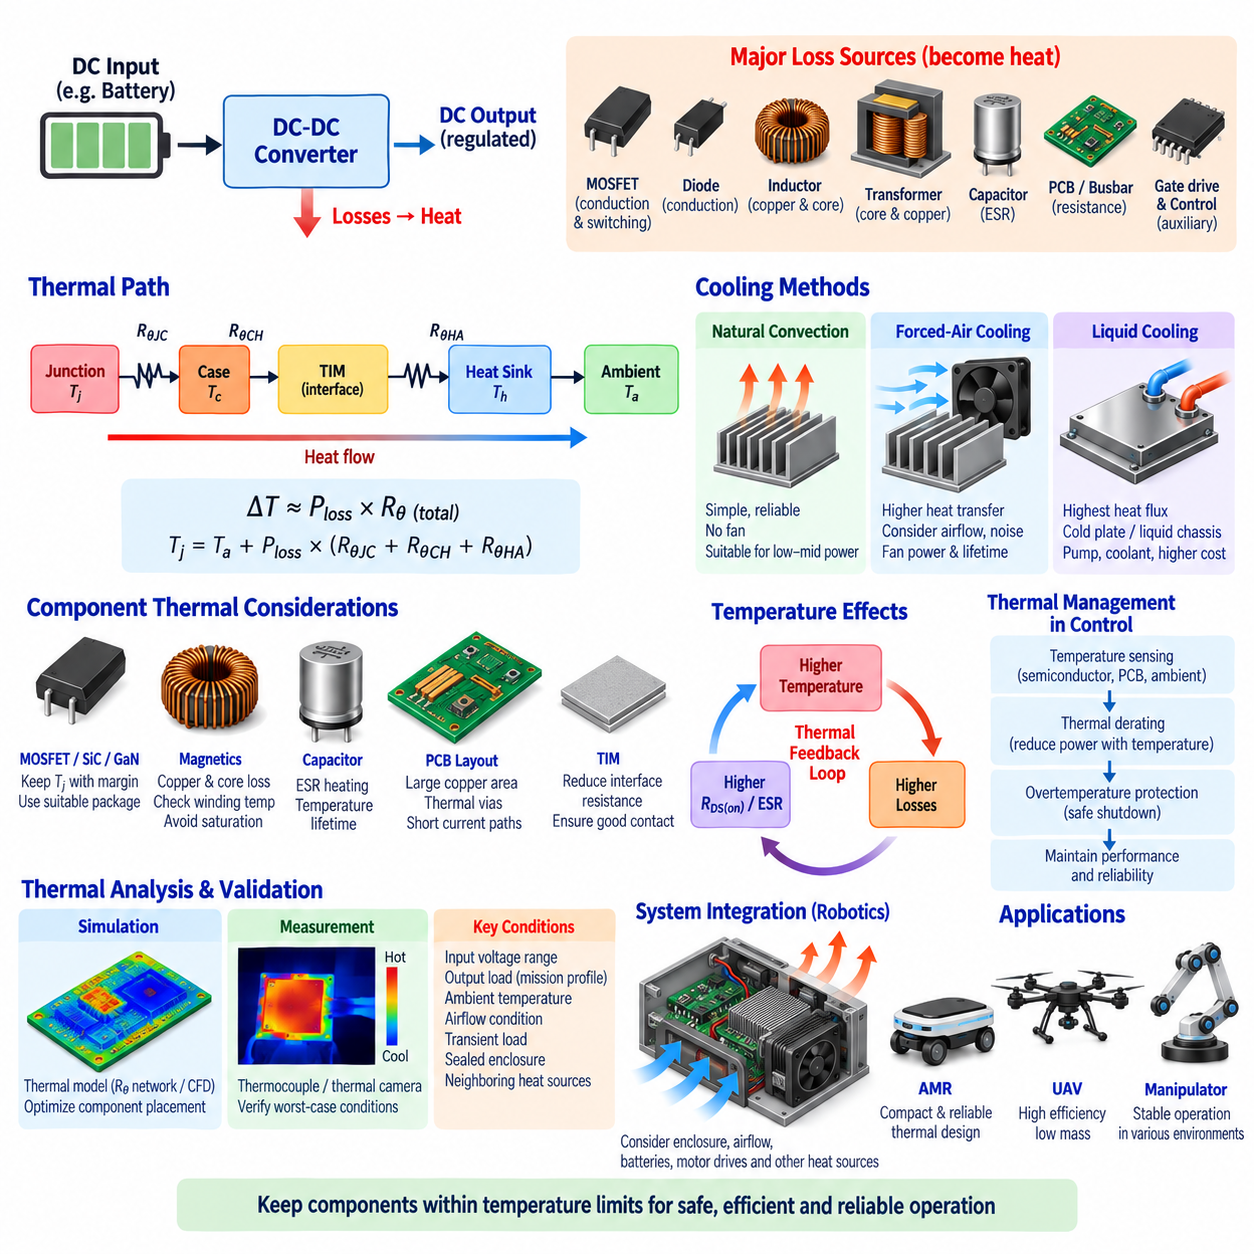 DC Input
(e.g. Battery)
DC-DC
Converter
DC Output
(regulated)
Losses → Heat
Major Loss Sources (become heat)
MOSFET
(conduction
& switching)
Diode
(conduction)
Inductor
(copper & core)
Transformer
(core & copper)
Capacitor
(ESR)
PCB / Busbar
(resistance)
Gate drive
& Control
(auxiliary)
Thermal Path
RθJC
RθCH
RθHA
Junction
Tj
Case
Tc
TIM
(interface)
Heat Sink
Th
Ambient
Ta
Heat flow
ΔT ≈ Ploss × Rθ (total)
Tj = Ta + Ploss × (RθJC + RθCH + RθHA)
Cooling Methods
Natural Convection
Simple, reliable
No fan
Suitable for low–mid power
Forced-Air Cooling
Higher heat transfer
Consider airflow, noise
Fan power & lifetime
Liquid Cooling
Highest heat flux
Cold plate / liquid chassis
Pump, coolant, higher cost
Component Thermal Considerations
MOSFET / SiC / GaN
Keep Tj with margin
Use suitable package
Magnetics
Copper & core loss
Check winding temp
Avoid saturation
Capacitor
ESR heating
Temperature
lifetime
PCB Layout
Large copper area
Thermal vias
Short current paths
TIM
Reduce interface
resistance
Ensure good contact
Temperature Effects
Higher
Temperature
Thermal
Feedback
Loop
Higher
RDS(on) / ESR
Higher
Losses
Thermal Management
in Control
Temperature sensing
(semiconductor, PCB, ambient)
Thermal derating
(reduce power with temperature)
Overtemperature protection
(safe shutdown)
Maintain performance
and reliability
Thermal Analysis & Validation
Simulation
Thermal model (Rθ network / CFD)
Optimize component placement
Measurement
Hot
Cool
Thermocouple / thermal camera
Verify worst-case conditions
Key Conditions
Input voltage range
Output load (mission profile)
Ambient temperature
Airflow condition
Transient load
Sealed enclosure
Neighboring heat sources
System Integration (Robotics)
Consider enclosure, airflow,
batteries, motor drives and other heat sources
Applications
AMR
Compact & reliable
thermal design
UAV
High efficiency
low mass
Manipulator
Stable operation
in various environments
Keep components within temperature limits for safe, efficient and reliable operation